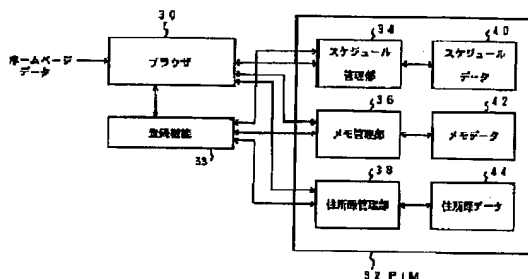 30
ホームページ
データ
ブラウザ
登録機能
33
34
スケジュール
管理部
40
スケジュール
データ
36
メモ管理部
42
メモデータ
38
住所録管理部
44
住所録データ
32 PIM